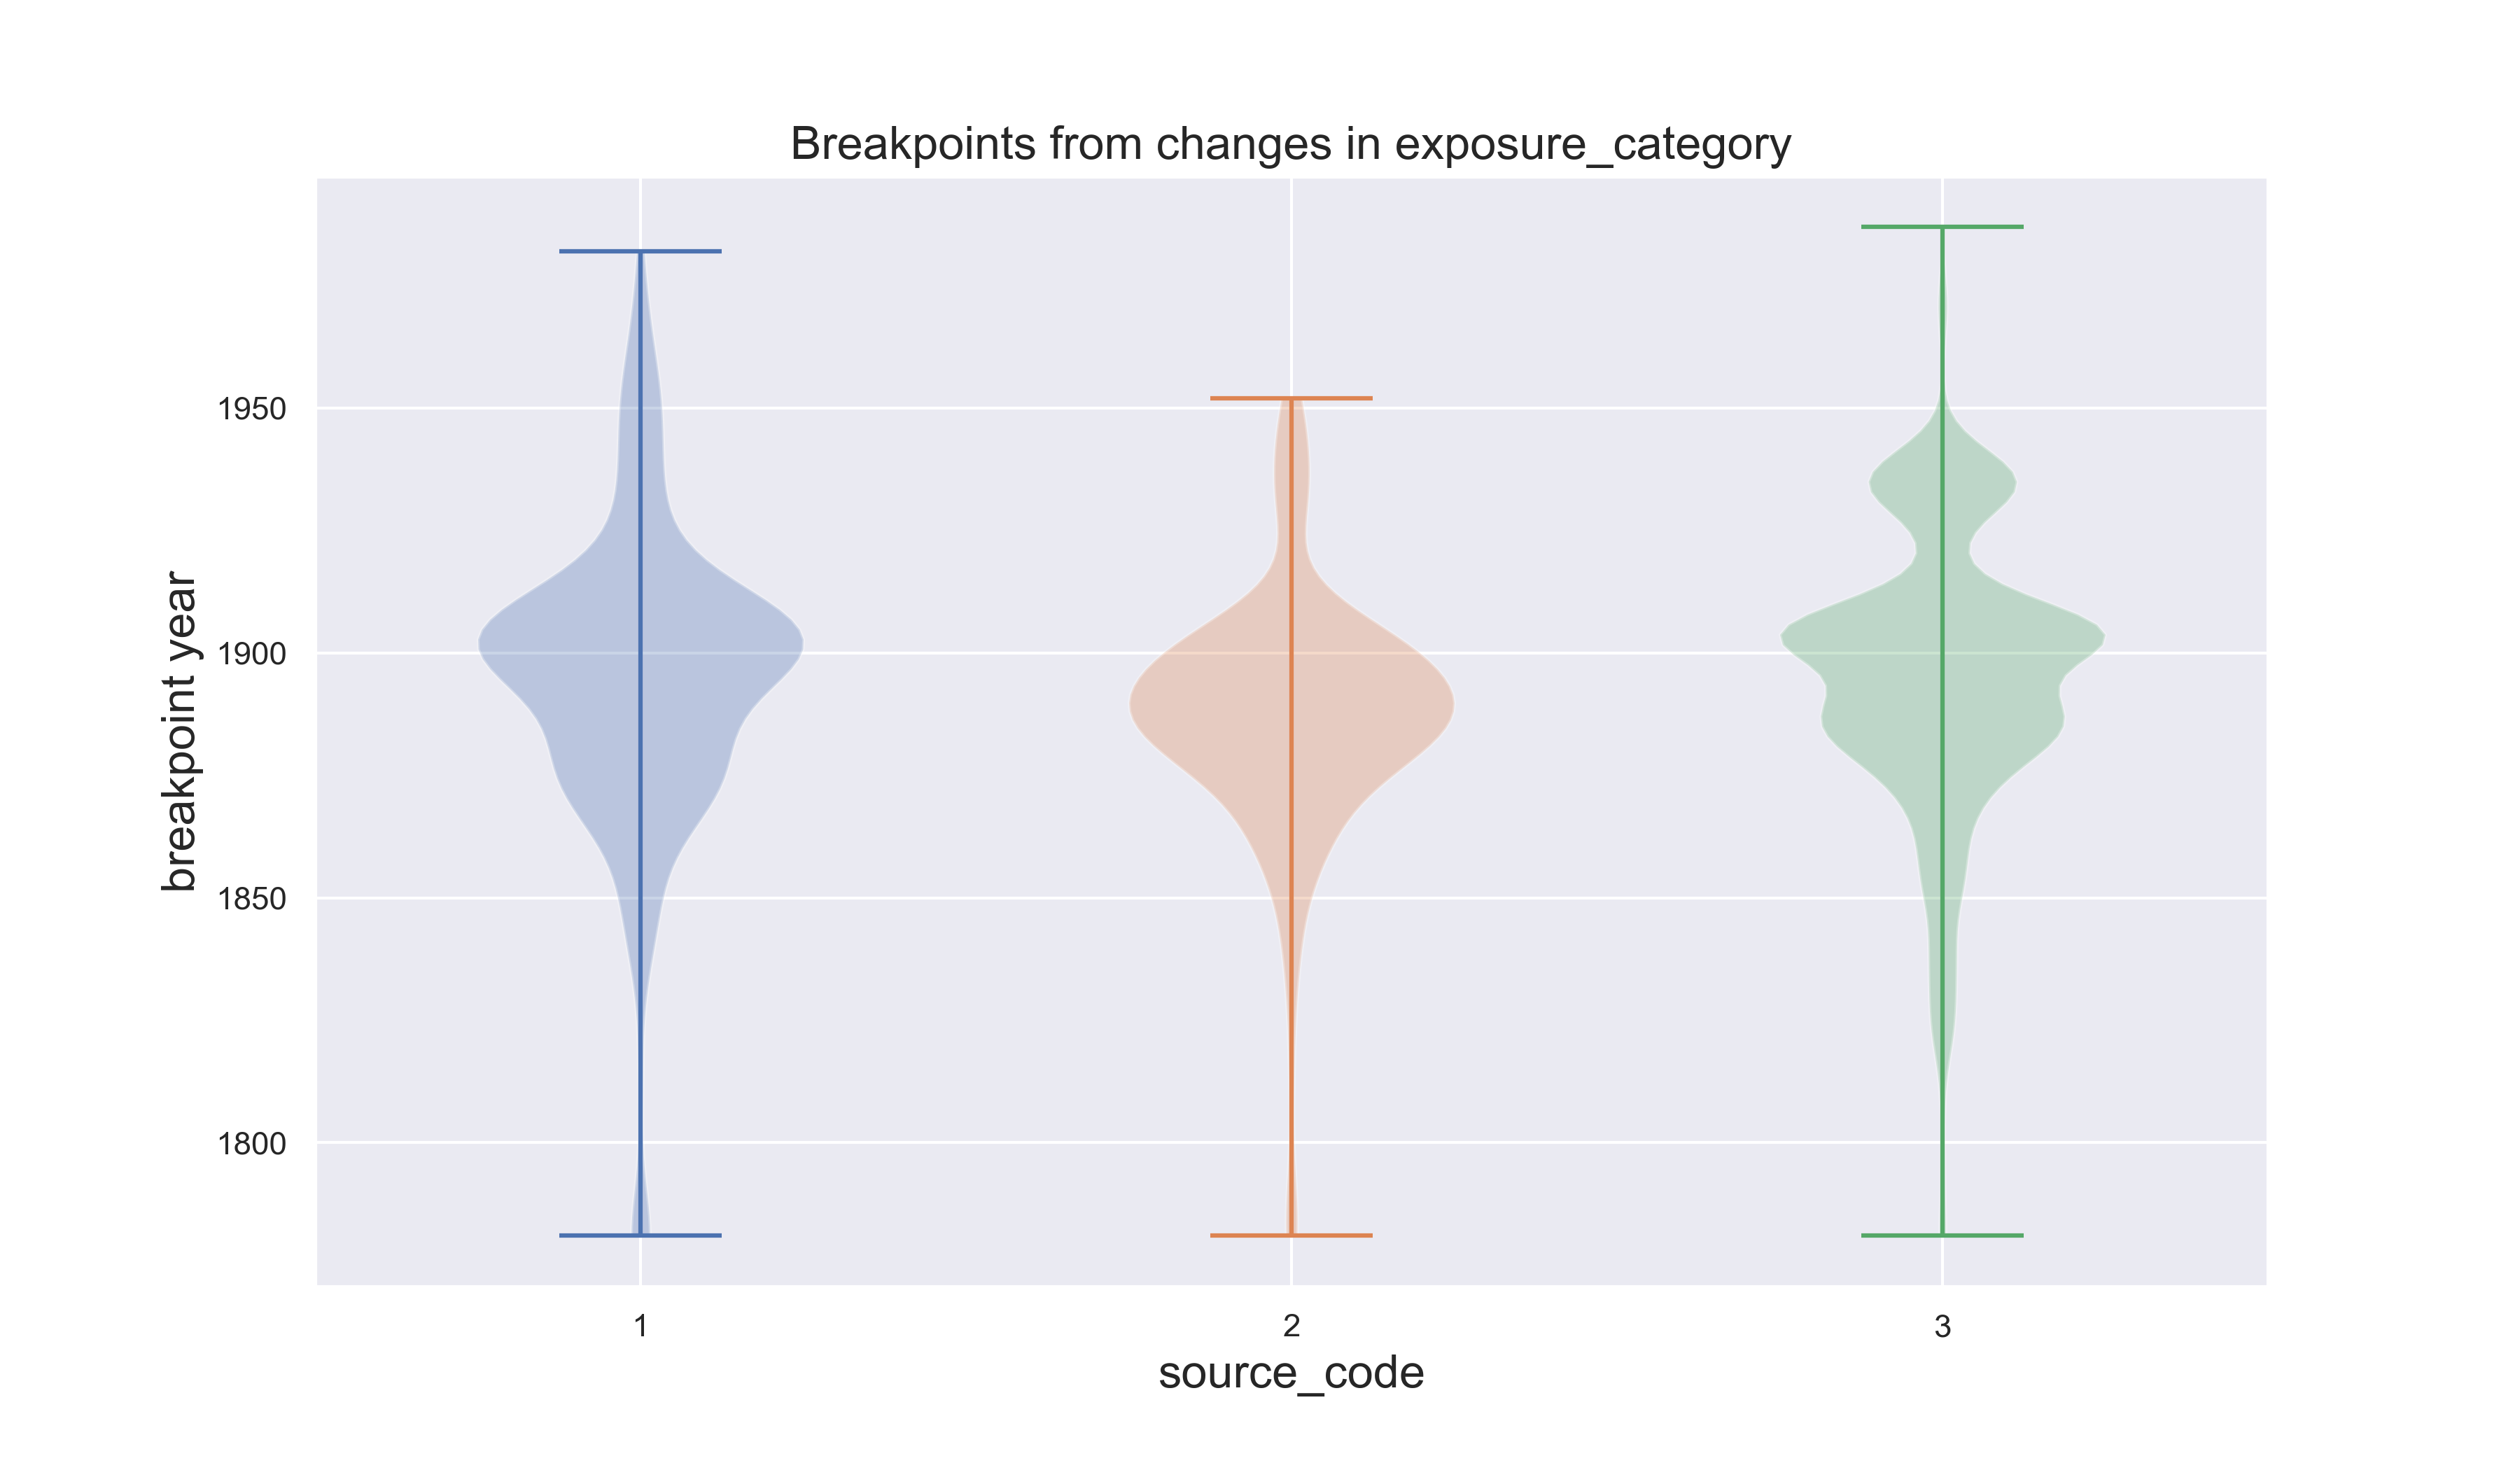 Breakpoints from changes in exposure_category
breakpoint year
1950
1900
1850
1800
1
2
3
source_code